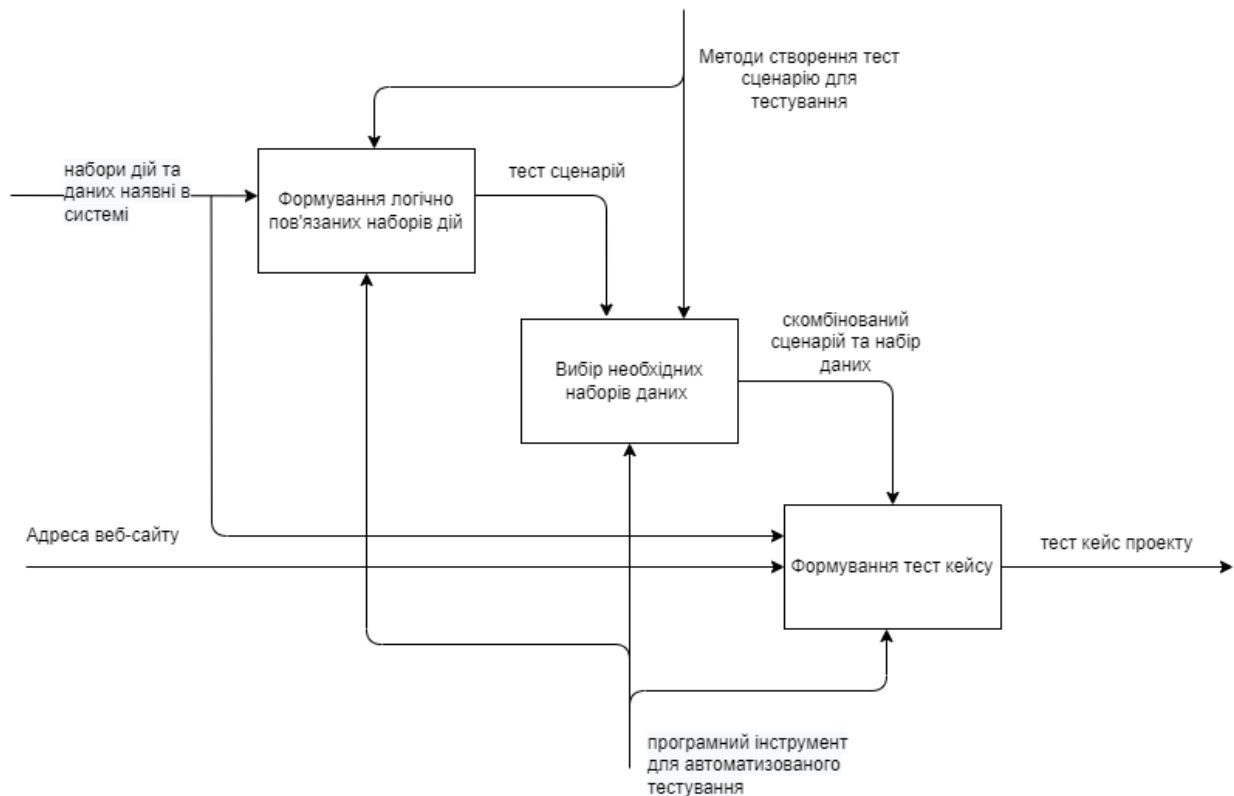 Методи створення тест
сценарію для
тестування
набори дій та
даних наявні в
системі
Формування логічно
пов'язаних наборів дій
тест сценарій
Вибір необхідних
наборів даних
скомбінований
сценарій та набір
даних
Адреса веб-сайту
Формування тест кейсу
тест кейс проекту
програмний інструмент
для автоматизованого
тестування